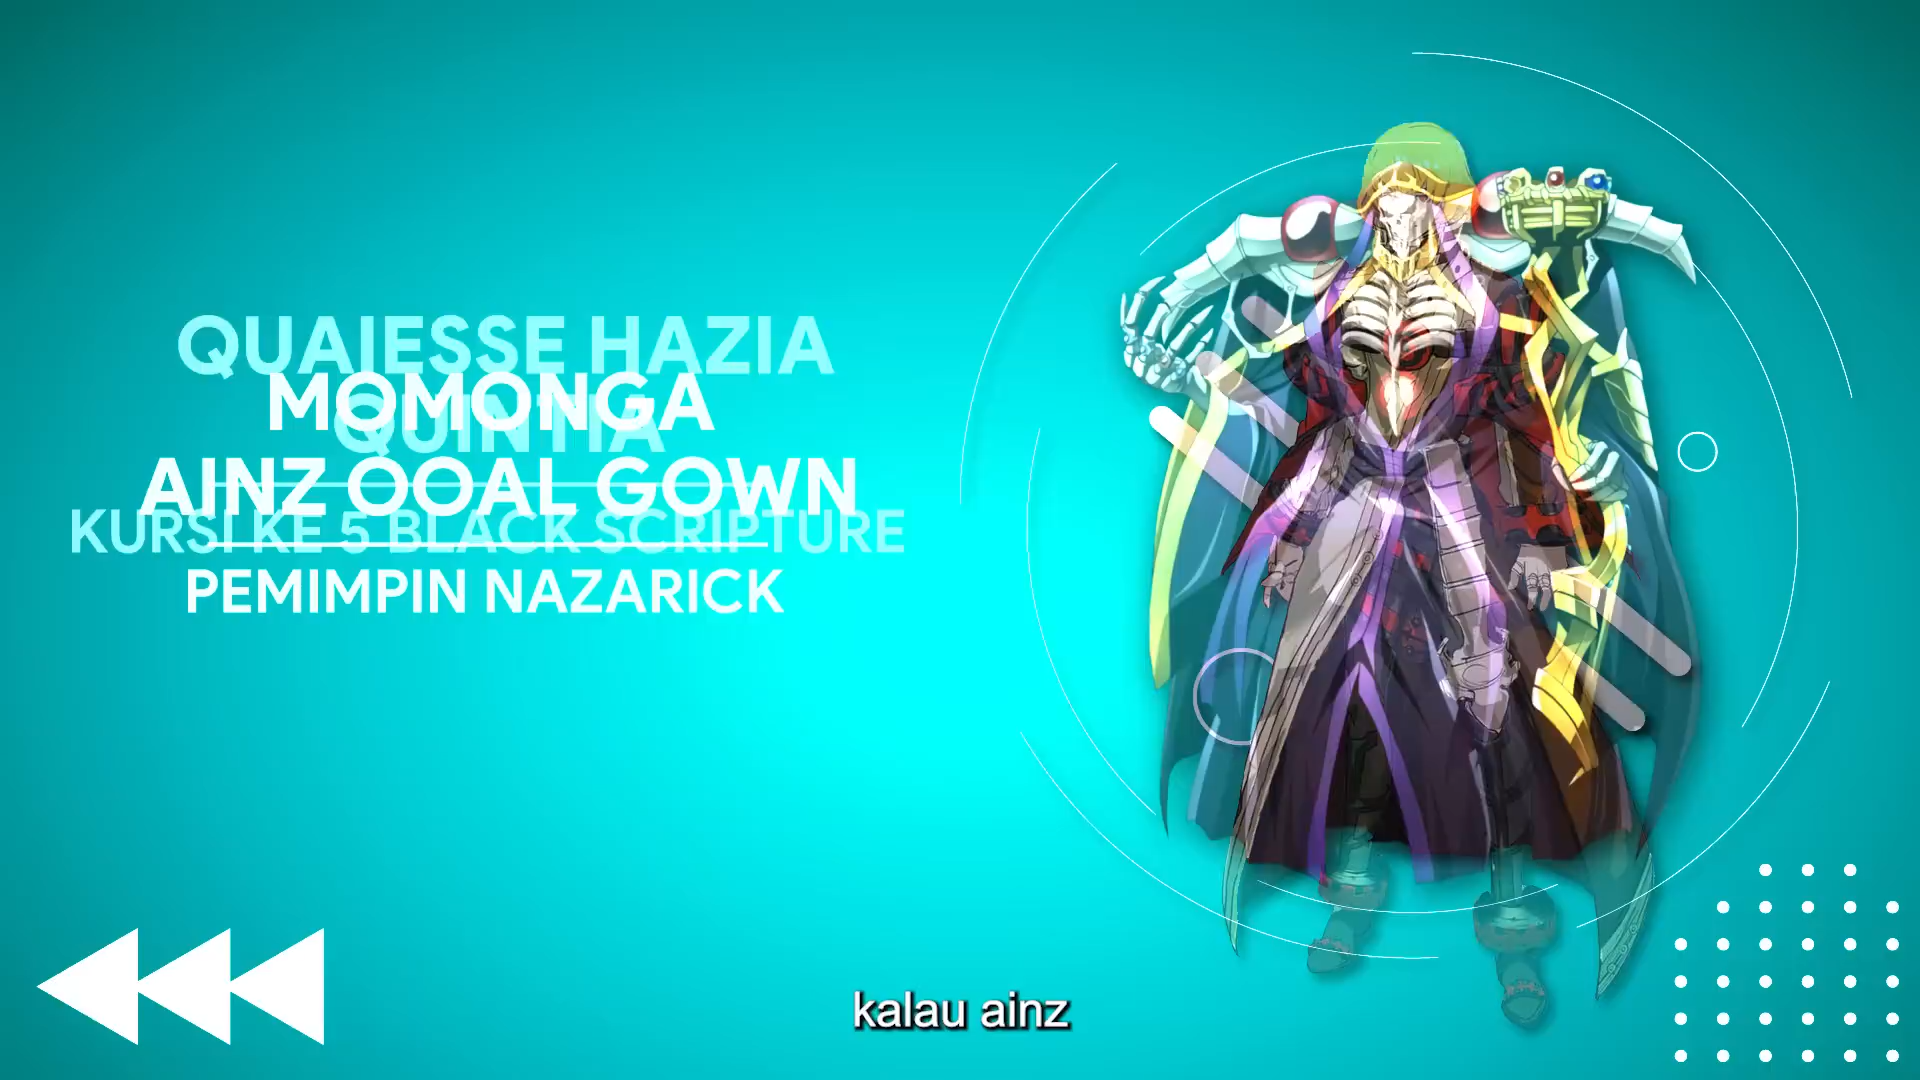 QUAIESSE HAZIA
QUINTIA
KURSI KE 5 BLACK SCRIPTURE
MOMONGA
AINZ OOAL GOWN
PEMIMPIN NAZARICK
kalau ainz